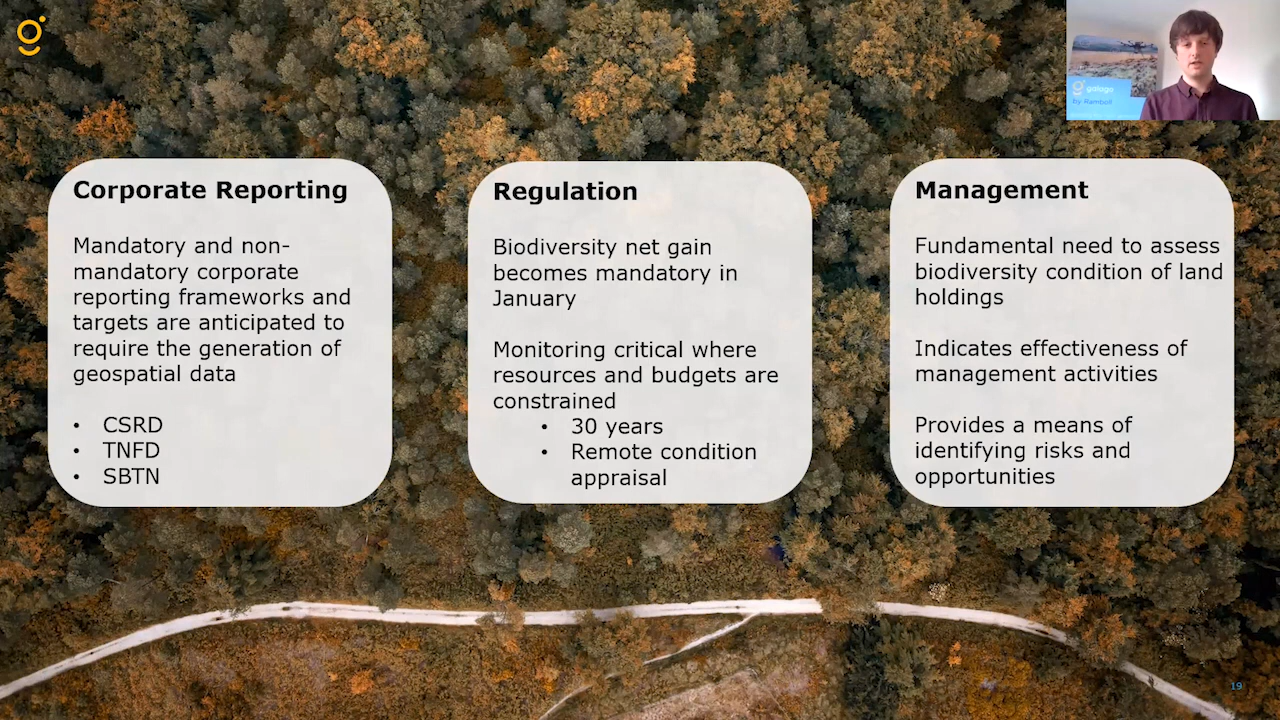 galago
by Ramboll
Corporate Reporting
Mandatory and non-
mandatory corporate
reporting frameworks and
targets are anticipated to
require the generation of
geospatial data
• CSRD
• TNFD
• SBTN
Regulation
Biodiversity net gain
becomes mandatory in
January
Monitoring critical where
resources and budgets are
constrained
• 30 years
• Remote condition
appraisal
Management
Fundamental need to assess
biodiversity condition of land
holdings
Indicates effectiveness of
management activities
Provides a means of
identifying risks and
opportunities
19